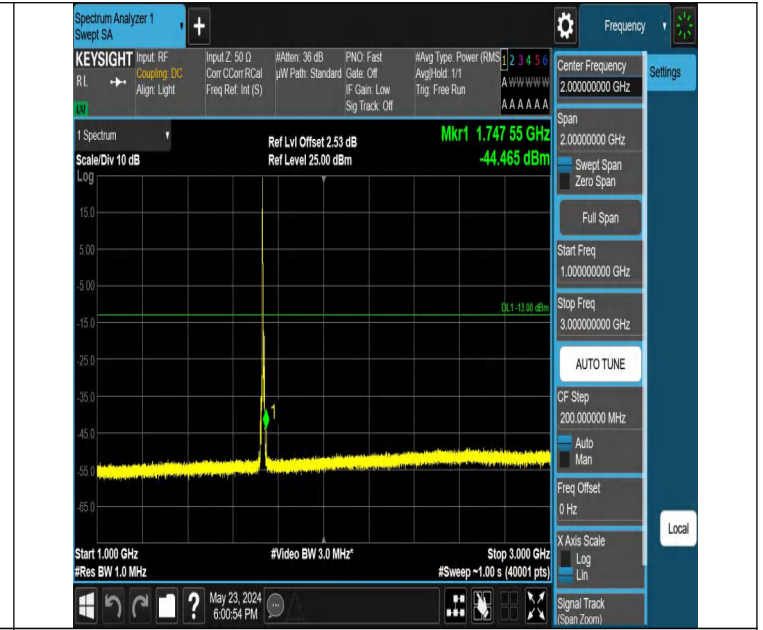 Spectrum Analyzer 1
Swept SA
+
Frequency
KEYSIGHT
RL
LNI
Input: RF
Coupling: DC
Align: Light
Input Z: 50 Ω
Corr CCorr RCal
Freq Ref: Int (S)
#Atten: 36 dB
µW Path: Standard
PNO: Fast
Gate: Off
IF Gain: Low
Sig Track: Off
#Avg Type: Power (RMS
Avg|Hold: 1/1
Trig: Free Run
1 2 3 4 5 6
A W W W W W
A A A A A A
1 Spectrum
Scale/Div 10 dB
Log
Ref Lvl Offset 2.53 dB
Ref Level 25.00 dBm
Mkr1 1.747 55 GHz
-44.465 dBm
15.0
5.00
-5.00
-15.0
-25.0
-35.0
-45.0
-55.0
-65.0
DL1 -13.00 dBm
1
Start 1.000 GHz
#Res BW 1.0 MHz
#Video BW 3.0 MHz*
Stop 3.000 GHz
#Sweep ~1.00 s (40001 pts)
Center Frequency
2.000000000 GHz
Settings
Span
2.00000000 GHz
Swept Span
Zero Span
Full Span
Start Freq
1.000000000 GHz
Stop Freq
3.000000000 GHz
AUTO TUNE
CF Step
200.000000 MHz
Auto
Man
Freq Offset
0 Hz
X Axis Scale
Log
Lin
Local
Signal Track
(Span Zoom)
?
May 23, 2024
6:00:54 PM